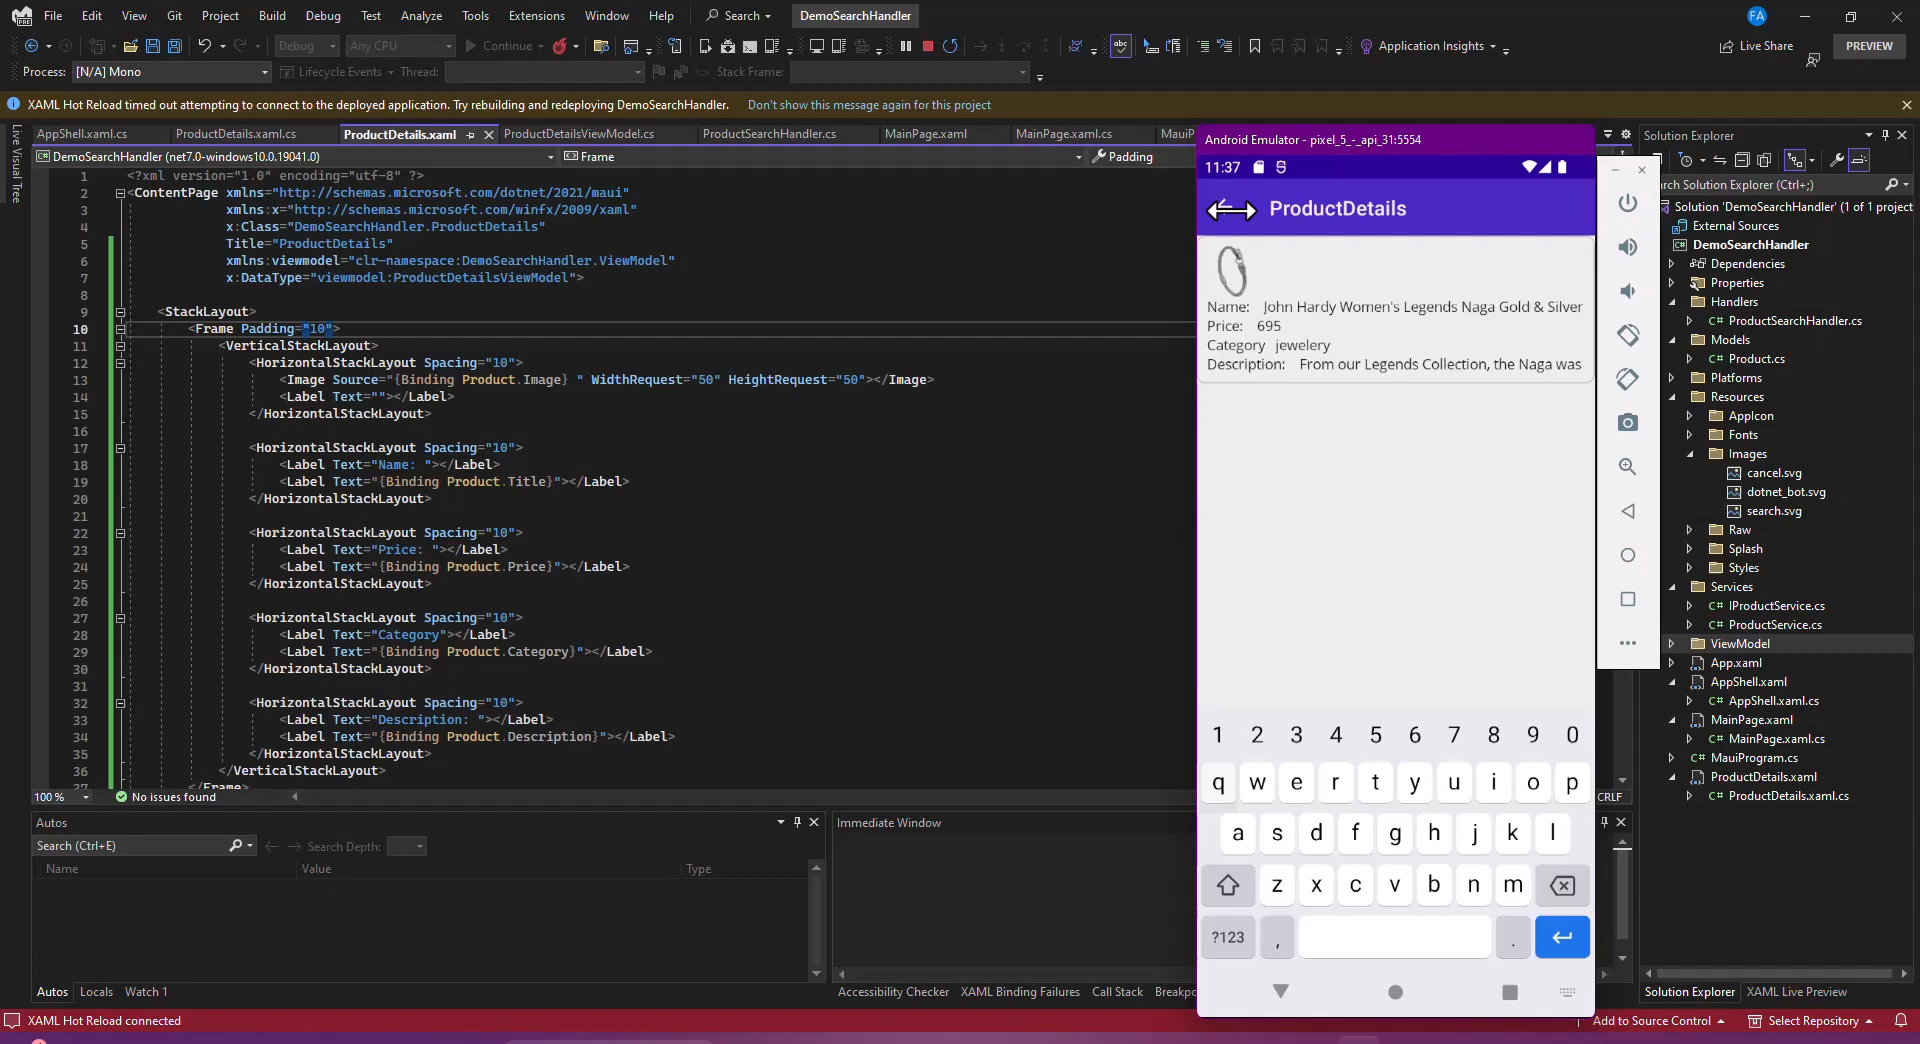 File Edit View Git Project Build Debug Test Analyze Tools Extensions Window Help Search DemoSearchHandler FA
Debug Any CPU Continue abc Application Insights Live Share PREVIEW
Process: [N/A] Mono Lifecycle Events Thread: Stack Frame:
XAML Hot Reload timed out attempting to connect to the deployed application. Try rebuilding and redeploying DemoSearchHandler. Don't show this message again for this project
Live Visual Tree
AppShell.xaml.cs ProductDetails.xaml.cs ProductDetails.xaml ProductDetailsViewModel.cs ProductSearchHandler.cs MainPage.xaml MainPage.xaml.cs MauiP
DemoSearchHandler (net7.0-windows10.0.19041.0) Frame Padding
1 <?xml version="1.0" encoding="utf-8" ?>
2 <ContentPage xmlns="http://schemas.microsoft.com/dotnet/2021/maui"
3 xmlns:x="http://schemas.microsoft.com/winfx/2009/xaml"
4 x:Class="DemoSearchHandler.ProductDetails"
5 Title="ProductDetails"
6 xmlns:viewmodel="clr-namespace:DemoSearchHandler.ViewModel"
7 x:DataType="viewmodel:ProductDetailsViewModel">
8
9 <StackLayout>
10 <Frame Padding="10">
11 <VerticalStackLayout>
12 <HorizontalStackLayout Spacing="10">
13 <Image Source="{Binding Product.Image} " WidthRequest="50" HeightRequest="50"></Image>
14 <Label Text=""></Label>
15 </HorizontalStackLayout>
16
17 <HorizontalStackLayout Spacing="10">
18 <Label Text="Name: "></Label>
19 <Label Text="{Binding Product.Title}"></Label>
20 </HorizontalStackLayout>
21
22 <HorizontalStackLayout Spacing="10">
23 <Label Text="Price: "></Label>
24 <Label Text="{Binding Product.Price}"></Label>
25 </HorizontalStackLayout>
26
27 <HorizontalStackLayout Spacing="10">
28 <Label Text="Category"></Label>
29 <Label Text="{Binding Product.Category}"></Label>
30 </HorizontalStackLayout>
31
32 <HorizontalStackLayout Spacing="10">
33 <Label Text="Description: "></Label>
34 <Label Text="{Binding Product.Description}"></Label>
35 </HorizontalStackLayout>
36 </VerticalStackLayout>
37 </Frame>
100 % No issues found CRLF
Autos
Search (Ctrl+E) Search Depth:
Name Value Type
Autos Locals Watch 1
Immediate Window
Accessibility Checker XAML Binding Failures Call Stack Breakp
Android Emulator - pixel_5_-_api_31:5554
11:37
ProductDetails
Name: John Hardy Women's Legends Naga Gold & Silver
Price: 695
Category jewelery
Description: From our Legends Collection, the Naga was
1 2 3 4 5 6 7 8 9 0
q w e r t y u i o p
a s d f g h j k l
z x c v b n m
?123 , .
Solution Explorer
rch Solution Explorer (Ctrl+;)
Solution 'DemoSearchHandler' (1 of 1 project
External Sources
DemoSearchHandler
Dependencies
Properties
Handlers
C# ProductSearchHandler.cs
Models
C# Product.cs
Platforms
Resources
AppIcon
Fonts
Images
cancel.svg
dotnet_bot.svg
search.svg
Raw
Splash
Styles
Services
C# IProductService.cs
C# ProductService.cs
ViewModel
App.xaml
AppShell.xaml
C# AppShell.xaml.cs
MainPage.xaml
C# MainPage.xaml.cs
C# MauiProgram.cs
ProductDetails.xaml
C# ProductDetails.xaml.cs
Solution Explorer XAML Live Preview
XAML Hot Reload connected Add to Source Control Select Repository